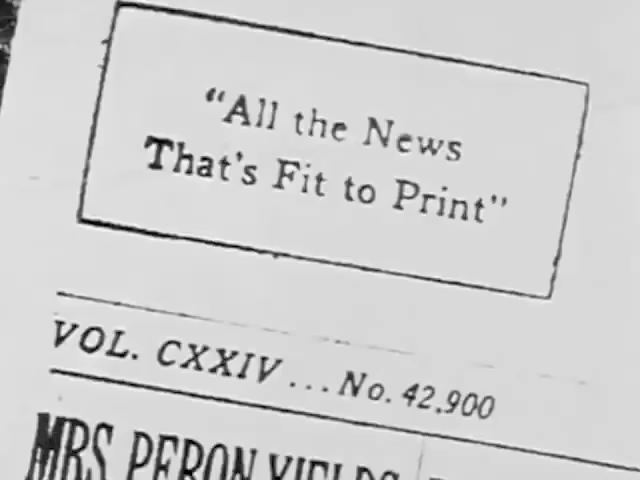 "All the News
That's Fit to Print"
VOL. CXXIV ... No. 42,900
MRS PERON YIELDS